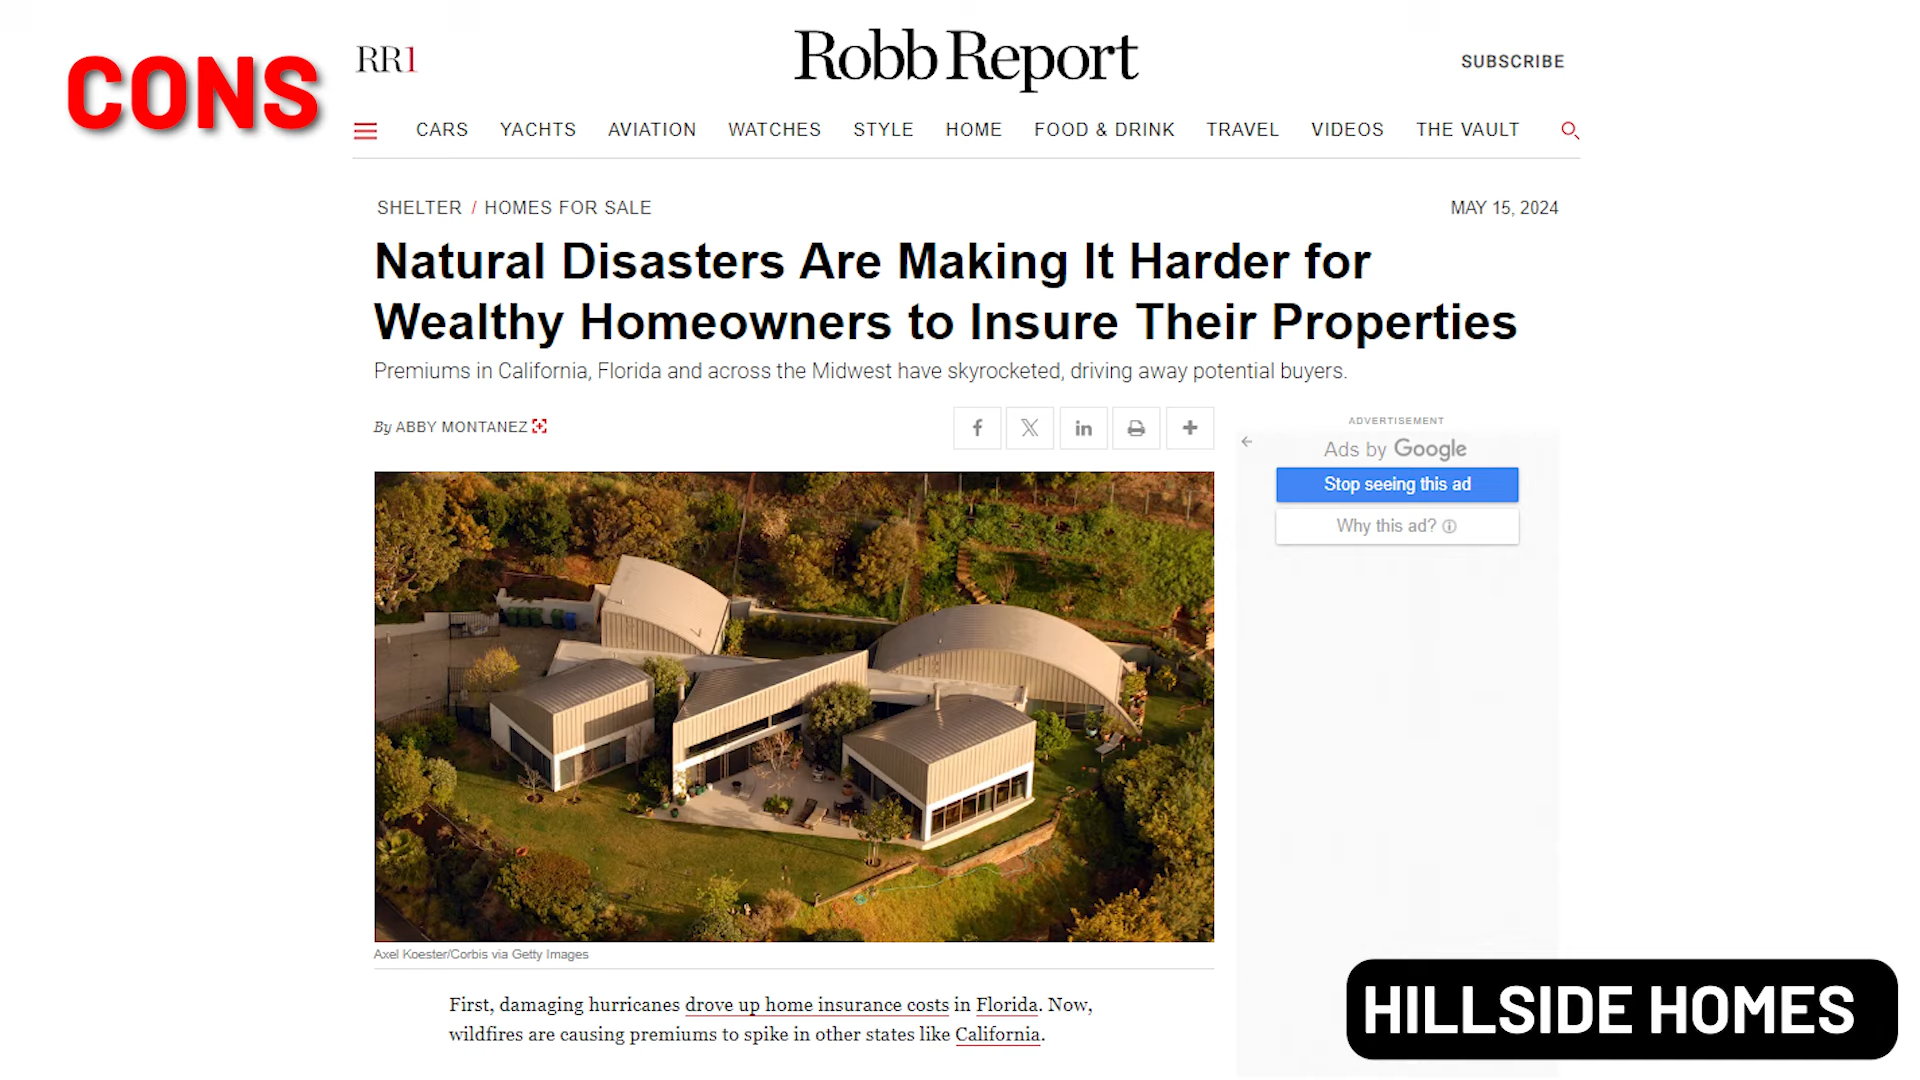 CONS
RR1
Robb Report
SUBSCRIBE
CARS YACHTS AVIATION WATCHES STYLE HOME FOOD & DRINK TRAVEL VIDEOS THE VAULT
SHELTER / HOMES FOR SALE
MAY 15, 2024
Natural Disasters Are Making It Harder for
Wealthy Homeowners to Insure Their Properties
Premiums in California, Florida and across the Midwest have skyrocketed, driving away potential buyers.
By ABBY MONTANEZ
ADVERTISEMENT
Ads by Google
Stop seeing this ad
Why this ad?
Axel Koester/Corbis via Getty Images
First, damaging hurricanes drove up home insurance costs in Florida. Now,
wildfires are causing premiums to spike in other states like California.
HILLSIDE HOMES